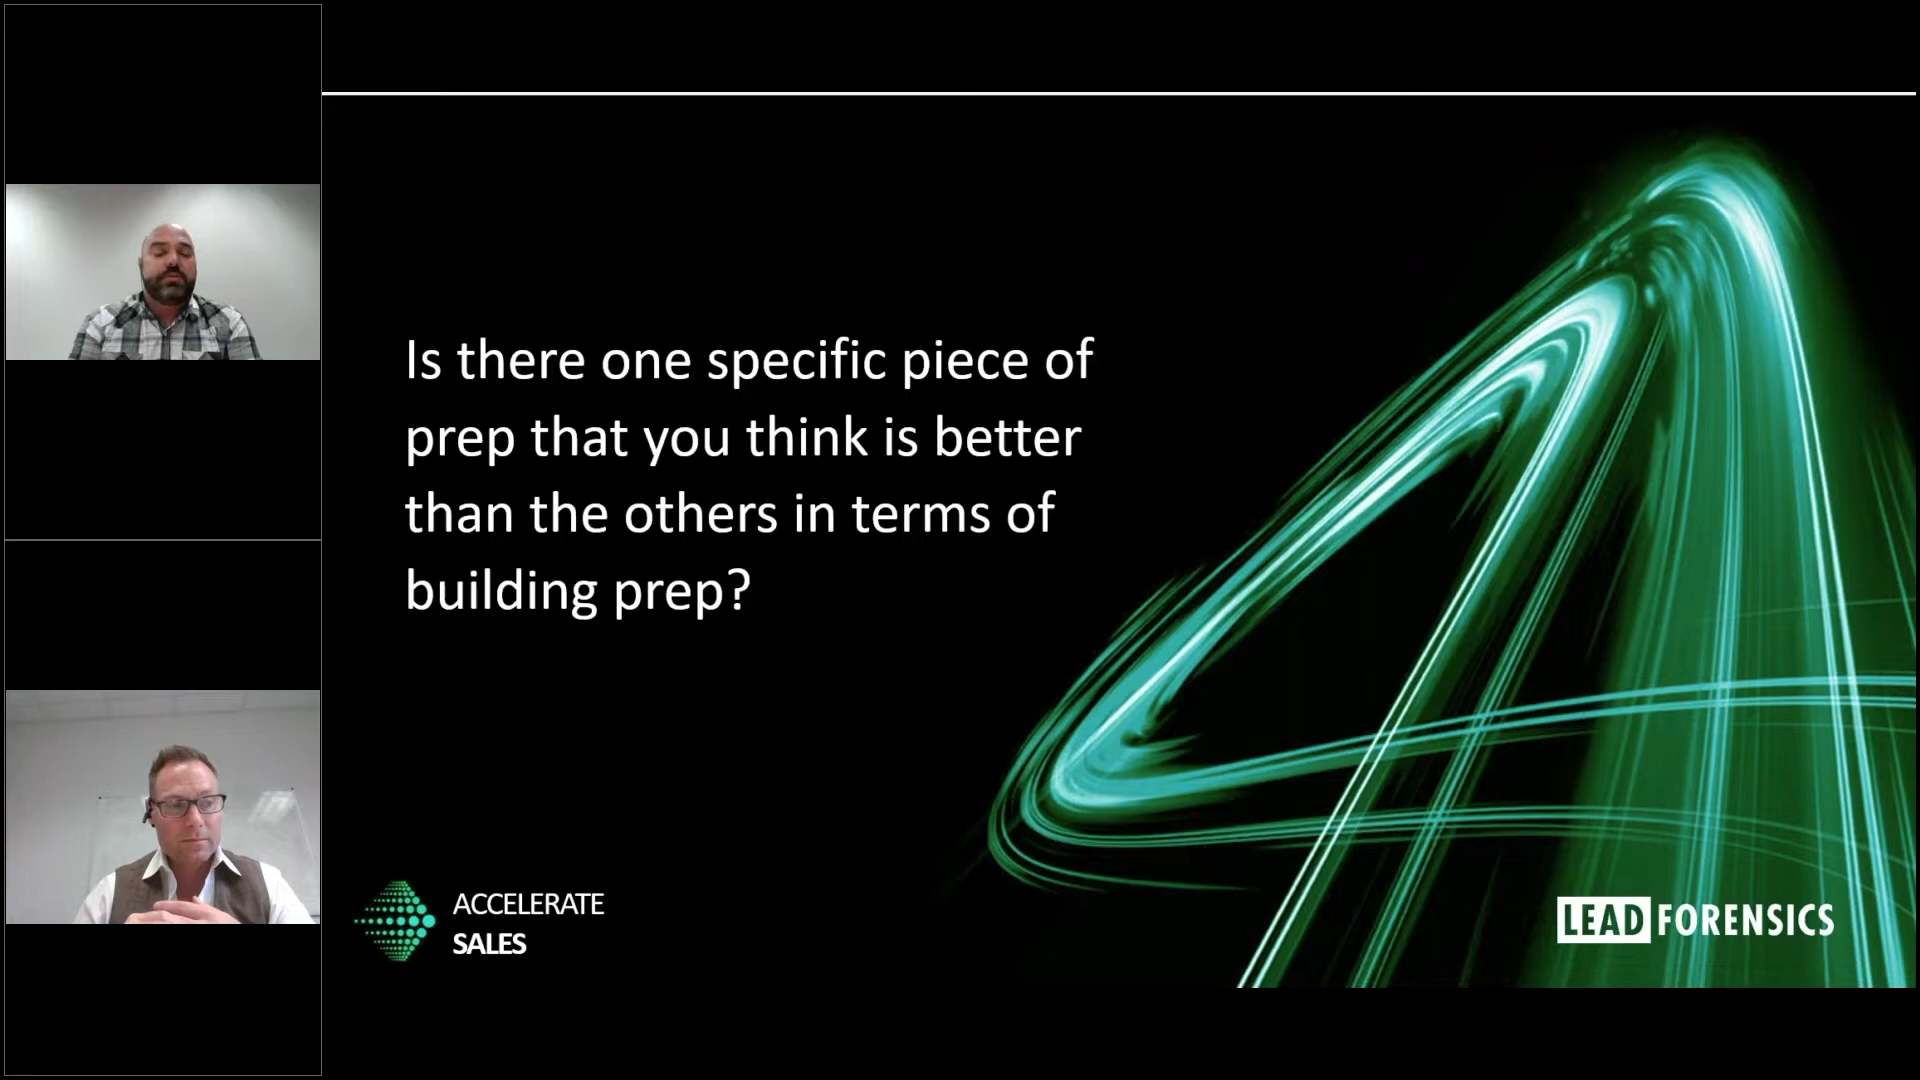 Is there one specific piece of
prep that you think is better
than the others in terms of
building prep?
ACCELERATE
SALES
LEAD FORENSICS